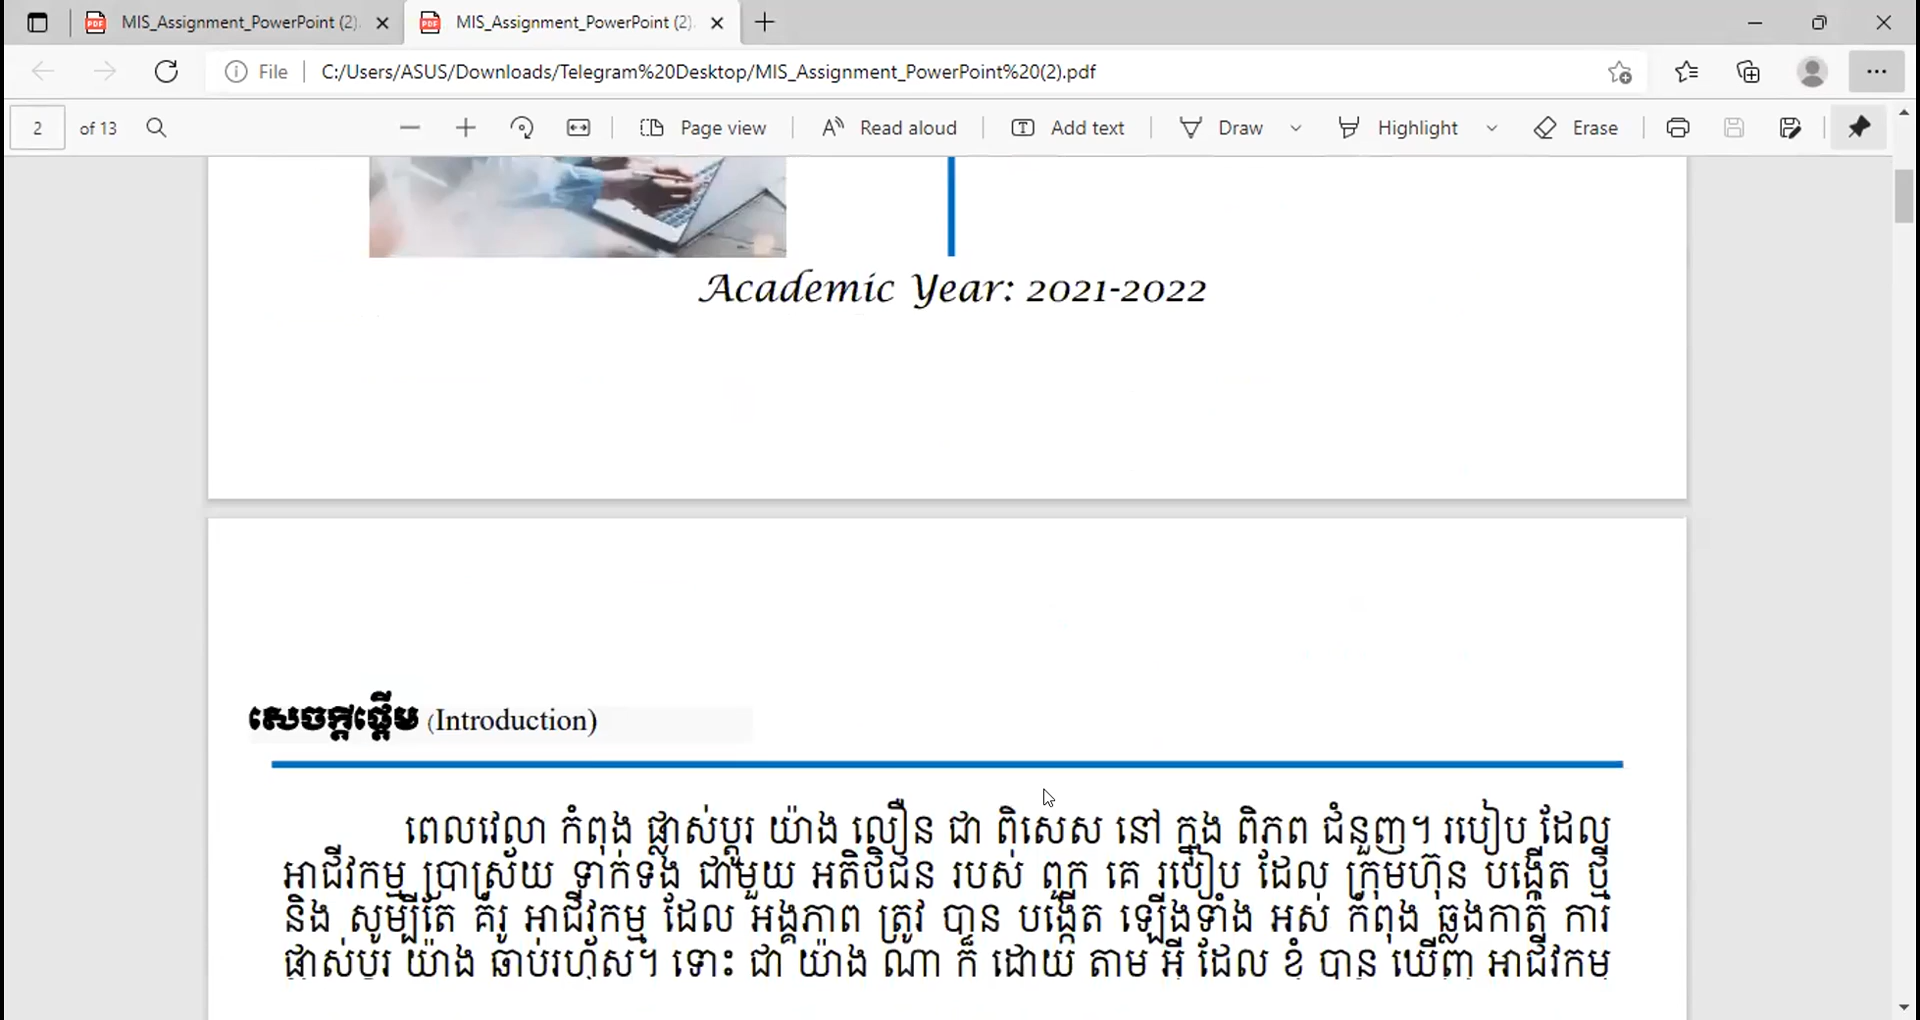 MIS_Assignment_PowerPoint (2) MIS_Assignment_PowerPoint (2)
File C:/Users/ASUS/Downloads/Telegram%20Desktop/MIS_Assignment_PowerPoint%20(2).pdf
2 of 13 Page view Read aloud Add text Draw Highlight Erase
Academic Year: 2021-2022
សេចក្តីផ្តើម (Introduction)
ពេលវេលា កំពុង ផ្លាស់ប្តូរ យ៉ាង លឿន ជា ពិសេស នៅ ក្នុង ពិភព ជំនួញ។ របៀប ដែល
អាជីវកម្ម ប្រាស្រ័យ ទាក់ទង ជាមួយ អតិថិជន របស់ ពួក គេ របៀប ដែល ក្រុមហ៊ុន បង្កើត ថ្មី
និង សូម្បីតែ គំរូ អាជីវកម្ម ដែល អង្គភាព ត្រូវ បាន បង្កើត ឡើងទាំង អស់ កំពុង ឆ្លងកាត់ ការ
ផ្លាស់ប្តូរ យ៉ាង ឆាប់រហ័ស។ ទោះ ជា យ៉ាង ណា ក៏ ដោយ តាម អ្វី ដែល ខ្ញុំ បាន ឃើញ អាជីវកម្ម